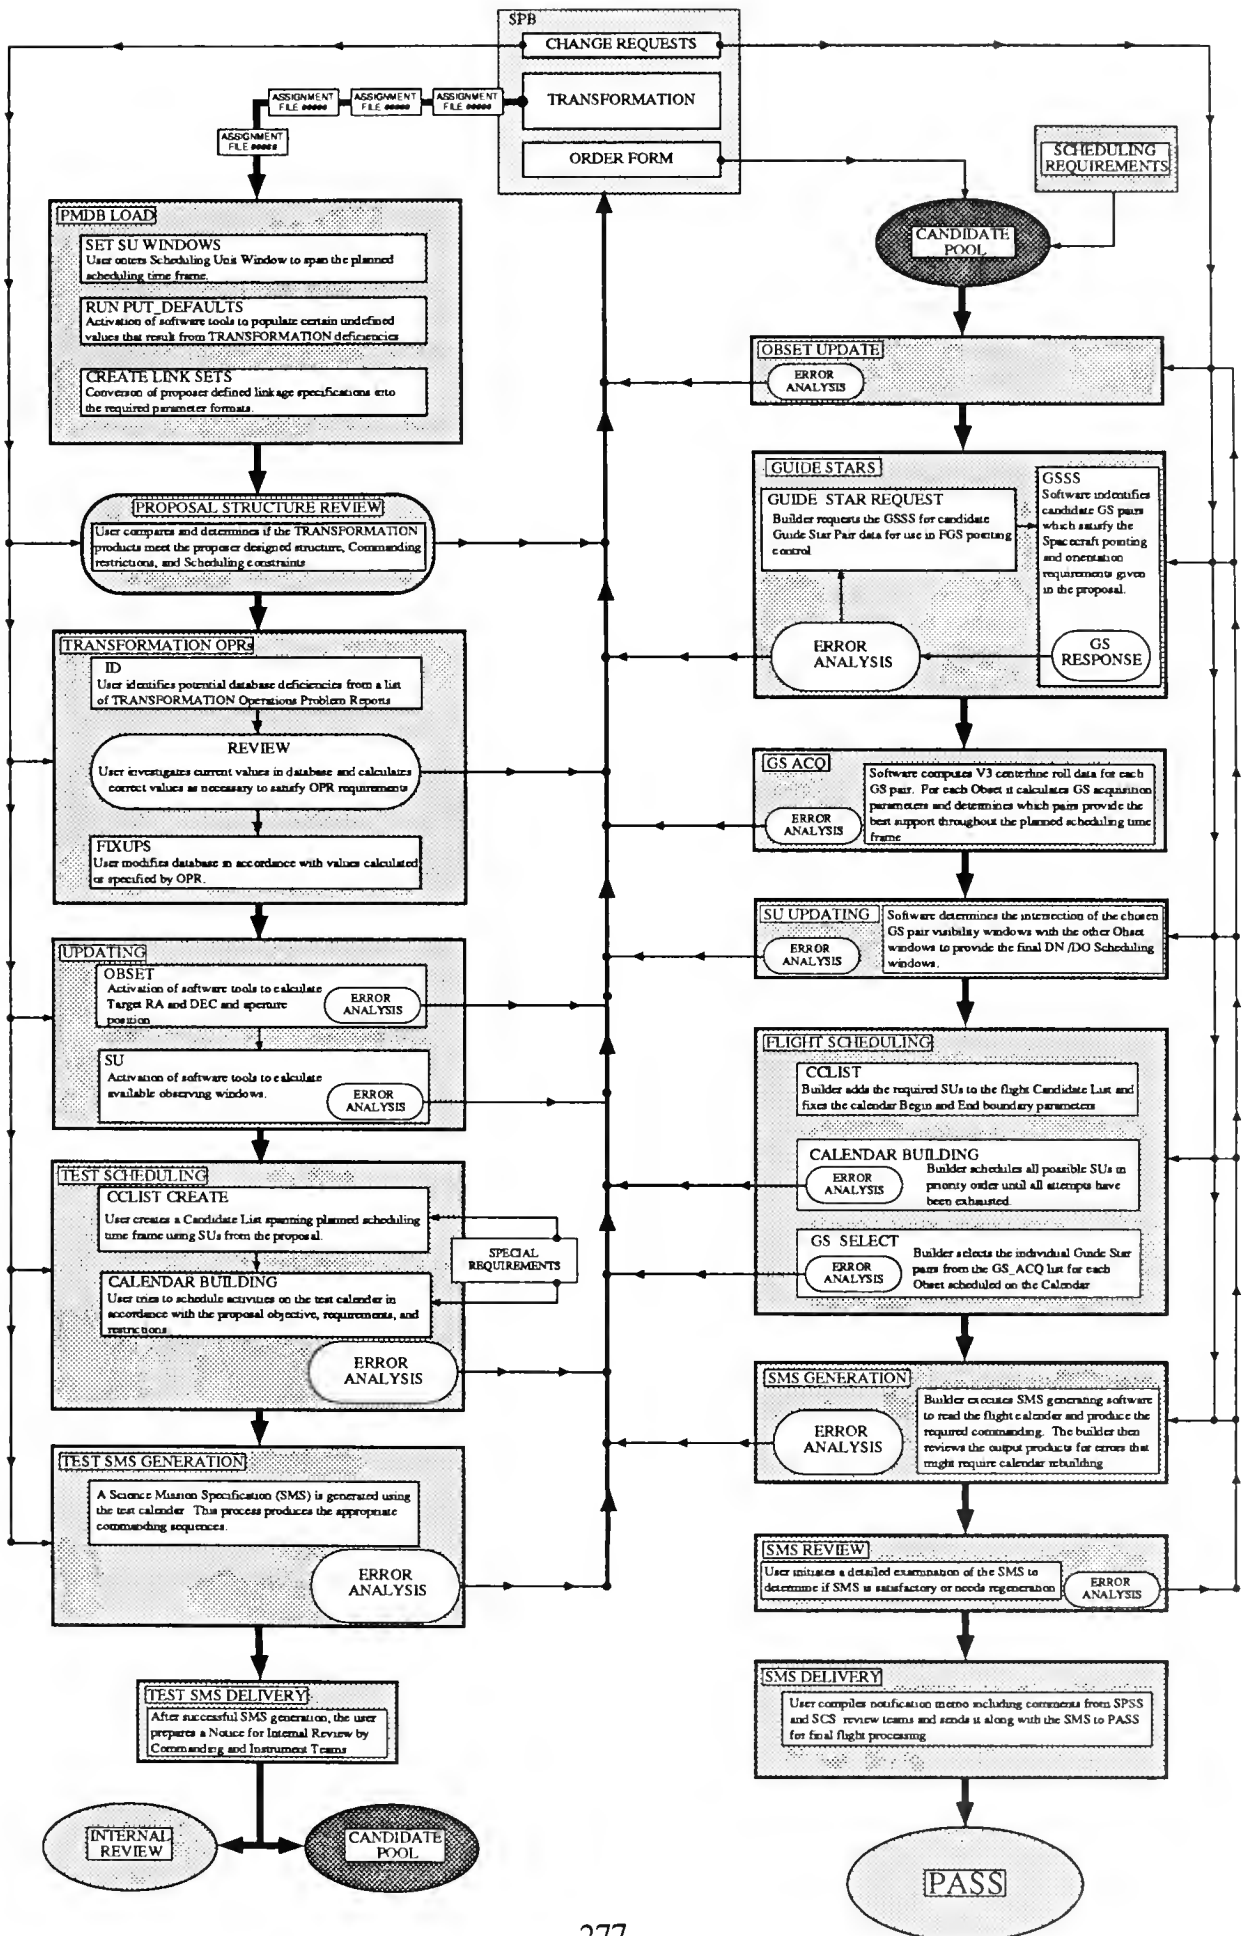 SPB
CHANGE REQUESTS
TRANSFORMATION
ORDER FORM
ASSIGNMENT
FILE #####
ASSIGNMENT
FILE #####
ASSIGNMENT
FILE #####
ASSIGNMENT
FILE #####
PMDB LOAD
SET SU WINDOWS
User enters Scheduling Unit Window to span the planned
scheduling time frame.
RUN PUT_DEFAULTS
Activation of software tools to populate certain undefined
values that result from TRANSFORMATION deficiencies
CREATE LINK SETS
Conversion of proposer defined linkage specifications into
the required parameter formats.
PROPOSAL STRUCTURE REVIEW
User compares and determines if the TRANSFORMATION
products meet the proposer designed structure, Commanding
restrictions, and Scheduling constraints
TRANSFORMATION OPRs
ID
User identifies potential database deficiencies from a list
of TRANSFORMATION Operations Problem Reports
REVIEW
User investigates current values in database and calculates
correct values as necessary to satisfy OPR requirements
FIXUPS
User modifies database in accordance with values calculated
or specified by OPR.
UPDATING
OBSET
Activation of software tools to calculate
Target RA and DEC and aperture
position
ERROR
ANALYSIS
SU
Activation of software tools to calculate
available observing windows.
ERROR
ANALYSIS
TEST SCHEDULING
CCLIST CREATE
User creates a Candidate List spanning planned scheduling
time frame using SUs from the proposal.
SPECIAL
REQUIREMENTS
CALENDAR BUILDING
User tries to schedule activities on the test calender in
accordance with the proposal objective, requirements, and
restrictions.
ERROR
ANALYSIS
TEST SMS GENERATION
A Science Mission Specification (SMS) is generated using
the test calender This process produces the appropriate
commanding sequences.
ERROR
ANALYSIS
TEST SMS DELIVERY
After successful SMS generation, the user
prepares a Notice for Internal Review by
Commanding and Instrument Teams
INTERNAL
REVIEW
CANDIDATE
POOL
SCHEDULING
REQUIREMENTS
CANDIDATE
POOL
OBSET UPDATE
ERROR
ANALYSIS
GUIDE STARS
GUIDE STAR REQUEST
Builder requests the GSSS for candidate
Guide Star Pair data for use in FGS pointing
control
GSSS
Software indentifies
candidate GS pairs
which satisfy the
Spacecraft pointing
and orientation
requirements given
in the proposal.
ERROR
ANALYSIS
GS
RESPONSE
GS ACQ
Software computes V3 centerline roll data for each
GS pair. For each Obset it calculates GS acquisition
parameters and determines which pairs provide the
best support throughout the planned scheduling time
frame
ERROR
ANALYSIS
SU UPDATING
Software determines the intersection of the chosen
GS pair visibility windows with the other Obset
windows to provide the final DN /DO Scheduling
windows.
ERROR
ANALYSIS
FLIGHT SCHEDULING
CCLIST
Builder adds the required SUs to the flight Candidate List and
fixes the calendar Begin and End boundary parameters
CALENDAR BUILDING
ERROR
ANALYSIS
Builder schedules all possible SUs in
priority order until all attempts have
been exhausted.
GS SELECT
ERROR
ANALYSIS
Builder selects the individual Guide Star
pairs from the GS_ACQ list for each
Obset scheduled on the Calendar
SMS GENERATION
ERROR
ANALYSIS
Builder executes SMS generating software
to read the flight calender and produce the
required commanding. The builder then
reviews the output products for errors that
might require calendar rebuilding
SMS REVIEW
User initiates a detailed examination of the SMS to
determine if SMS is satisfactory or needs regeneration
ERROR
ANALYSIS
SMS DELIVERY
User compiles notification memo including comments from SPSS
and SCS review teams and sends it along with the SMS to PASS
for final flight processing
PASS
277